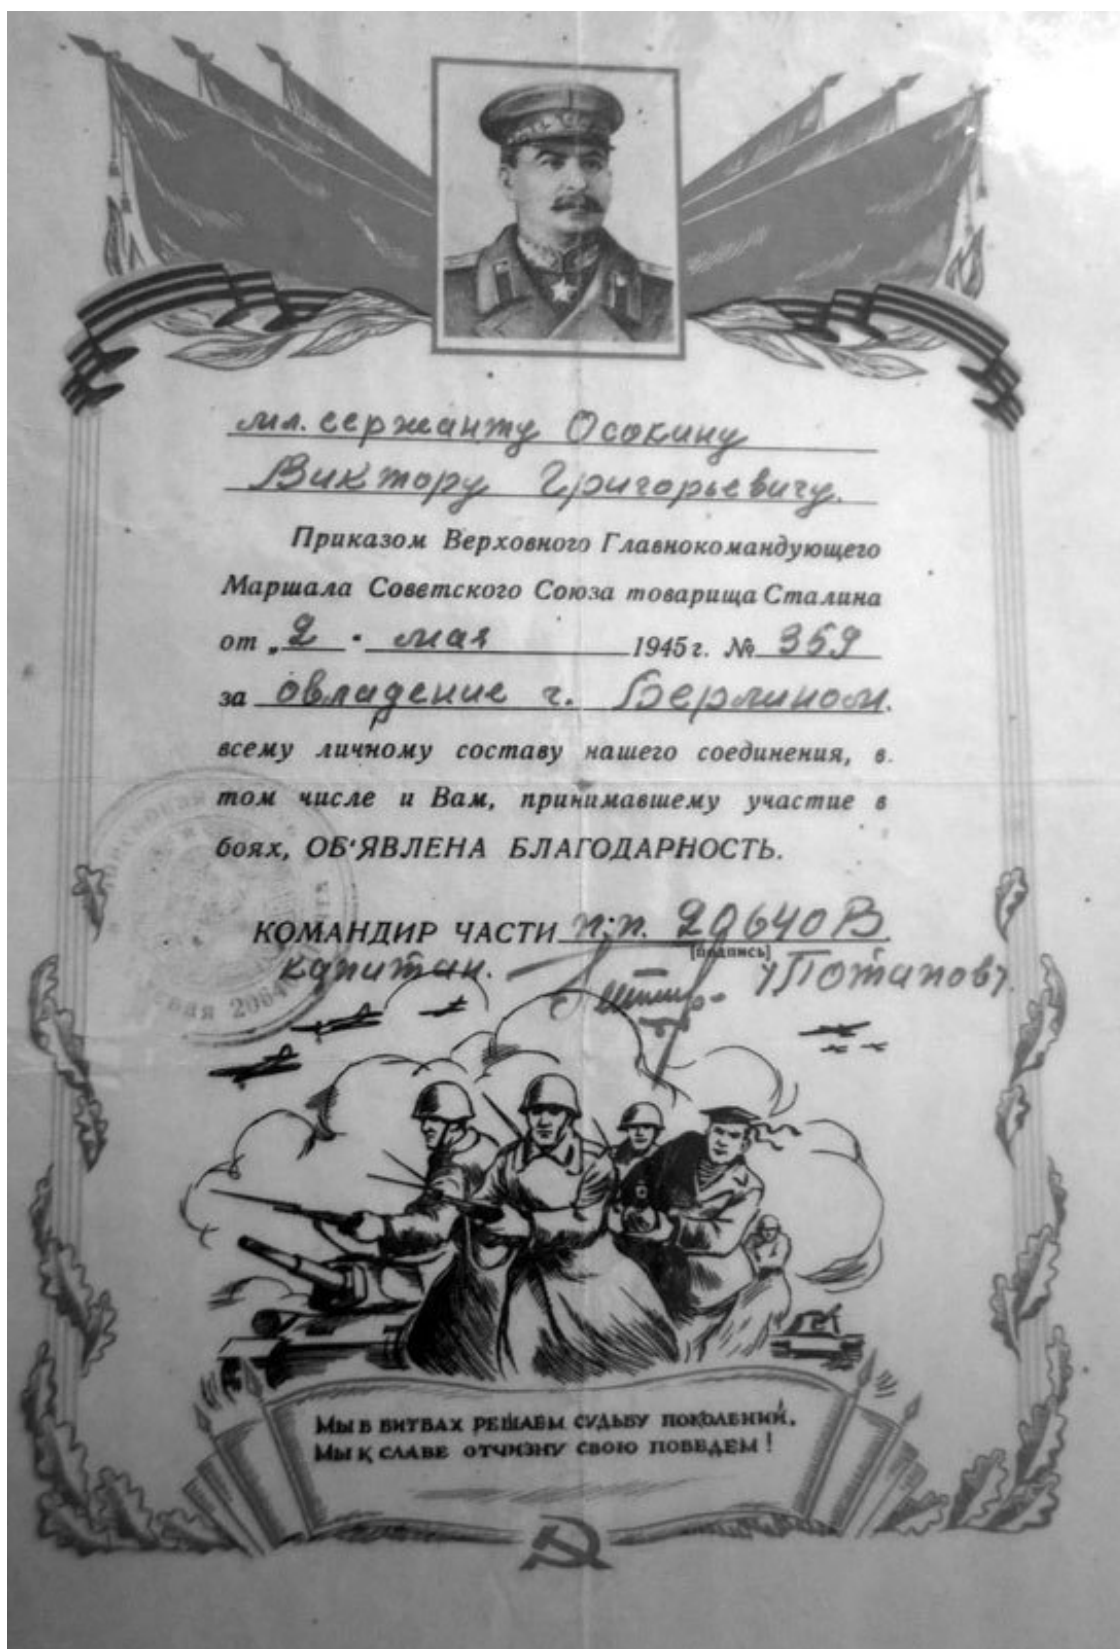 мл. сержанту Осокину
Виктору Григорьевичу.
Приказом Верховного Главнокомандующего
Маршала Советского Союза товарища Сталина
от „2 " мая 1945 г. № 359
за овладение г. Берлином.
всему личному составу нашего соединения, в
том числе и Вам, принимавшему участие в
боях, ОБ'ЯВЛЕНА БЛАГОДАРНОСТЬ.
КОМАНДИР ЧАСТИ п.п. 20640 В
[подпись]
капитан. /Потапов/.
МЫ В БИТВАХ РЕШАЕМ СУДЬБУ ПОКОЛЕНИЙ,
МЫ К СЛАВЕ ОТЧИЗНУ СВОЮ ПОВЕДЕМ!